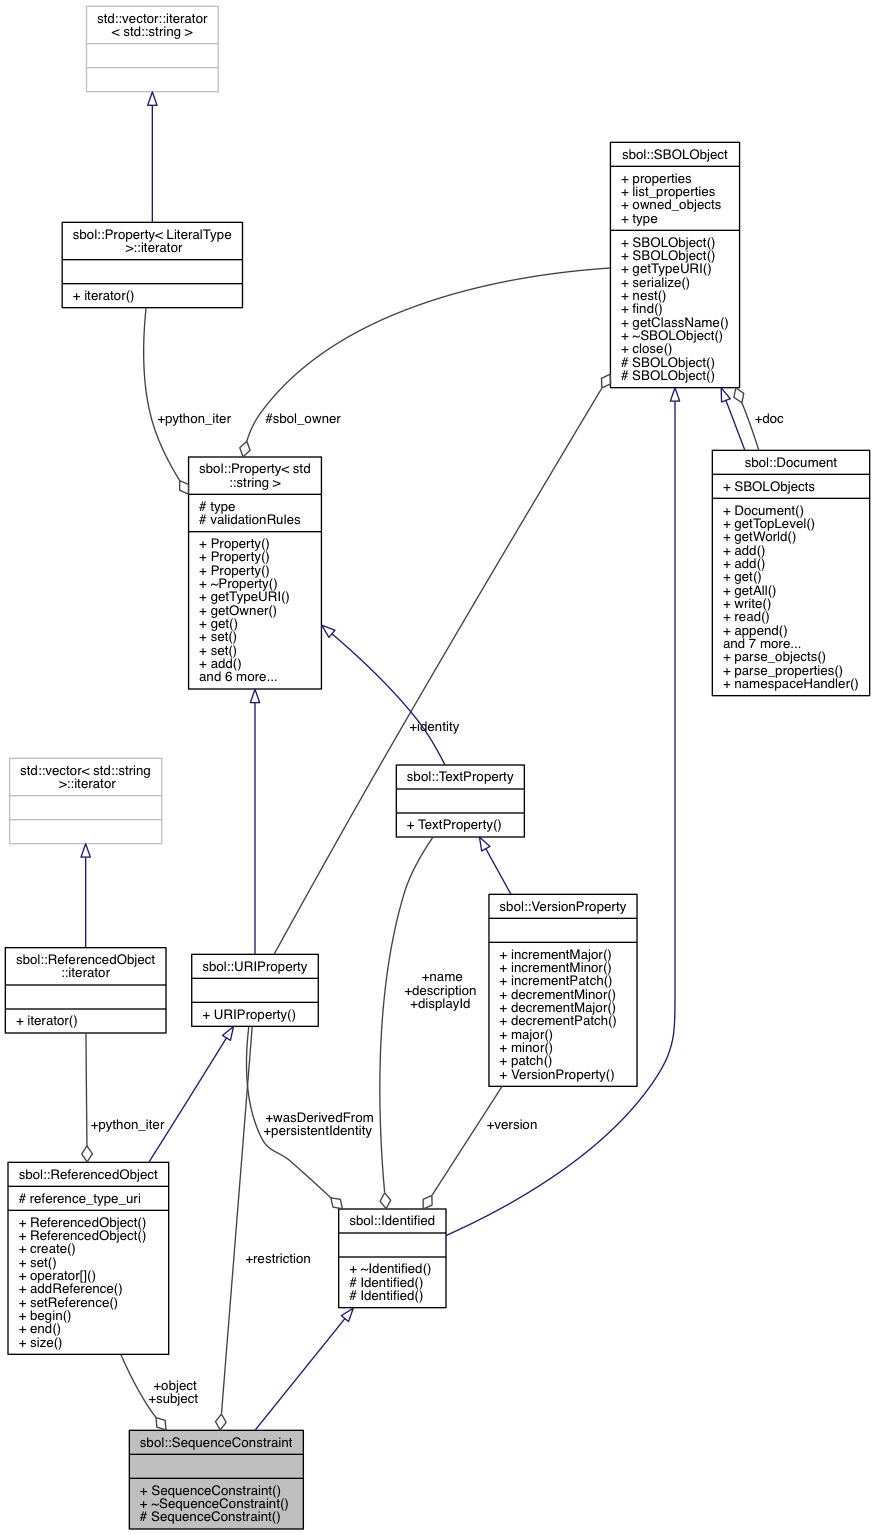 std::vector::iterator
< std::string >
sbol::Property< LiteralType
>::iterator
+ iterator()
sbol::SBOLObject
+ properties
+ list_properties
+ owned_objects
+ type
+ SBOLObject()
+ SBOLObject()
+ getTypeURI()
+ serialize()
+ nest()
+ find()
+ getClassName()
+ ~SBOLObject()
+ close()
# SBOLObject()
# SBOLObject()
+python_iter
#sbol_owner
+doc
sbol::Property< std
::string >
# type
# validationRules
+ Property()
+ Property()
+ Property()
+ ~Property()
+ getTypeURI()
+ getOwner()
+ get()
+ set()
+ set()
+ add()
and 6 more...
sbol::Document
+ SBOLObjects
+ Document()
+ getTopLevel()
+ getWorld()
+ add()
+ add()
+ get()
+ getAll()
+ write()
+ read()
+ append()
and 7 more...
+ parse_objects()
+ parse_properties()
+ namespaceHandler()
+identity
std::vector< std::string
>::iterator
sbol::TextProperty
+ TextProperty()
sbol::VersionProperty
+ incrementMajor()
+ incrementMinor()
+ incrementPatch()
+ decrementMinor()
+ decrementMajor()
+ decrementPatch()
+ major()
+ minor()
+ patch()
+ VersionProperty()
sbol::ReferencedObject
::iterator
+ iterator()
sbol::URIProperty
+ URIProperty()
+name
+description
+displayId
+python_iter
+wasDerivedFrom
+persistentIdentity
+version
sbol::ReferencedObject
# reference_type_uri
+ ReferencedObject()
+ ReferencedObject()
+ create()
+ set()
+ operator[]()
+ addReference()
+ setReference()
+ begin()
+ end()
+ size()
+restriction
sbol::Identified
+ ~Identified()
# Identified()
# Identified()
+object
+subject
sbol::SequenceConstraint
+ SequenceConstraint()
+ ~SequenceConstraint()
# SequenceConstraint()